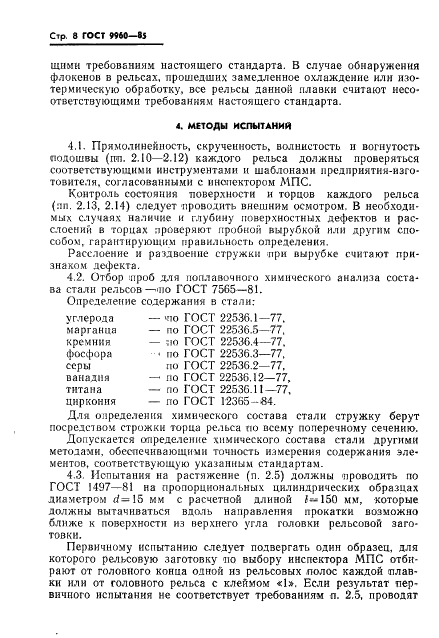 Стр. 8 ГОСТ 9960—85
щими требованиям настоящего стандарта. В случае обнаружения
флокенов в рельсах, прошедших замедленное охлаждение или изо-
термическую обработку, все рельсы данной плавки считают несо-
ответствующими требованиям настоящего стандарта.
4. МЕТОДЫ ИСПЫТАНИЙ
4.1. Прямолинейность, скрученность, волнистость и вогнутость
подошвы (пп. 2.10—2.12) каждого рельса должны проверяться
соответствующими инструментами и шаблонами предприятия-изго-
товителя, согласованными с инспектором МПС.
Контроль состояния поверхности и торцов каждого рельса
(пп. 2.13, 2.14) следует проводить внешним осмотром. В необходи-
мых случаях наличие и глубину поверхностных дефектов и рас-
слоений в торцах проверяют пробной вырубкой или другим спо-
собом, гарантирующим правильность определения.
Расслоение и раздвоение стружки при вырубке считают при-
знаком дефекта.
4.2. Отбор проб для поплавочного химического анализа соста-
ва стали рельсов — по ГОСТ 7565—81.
Определение содержания в стали:
углерода — по ГОСТ 22536.1—77,
марганца — по ГОСТ 22536.5—77,
кремния — по ГОСТ 22536.4—77,
фосфора — по ГОСТ 22536.3—77,
серы по ГОСТ 22536.2—77,
ванадия — по ГОСТ 22536.12—77,
титана — по ГОСТ 22536.11—77,
циркония — по ГОСТ 12365—84.
Для определения химического состава стали стружку берут
посредством строжки торца рельса по всему поперечному сечению.
Допускается определение химического состава стали другими
методами, обеспечивающими точность измерения содержания эле-
ментов, соответствующую указанным стандартам.
4.3. Испытания на растяжение (п. 2.5) должны проводить по
ГОСТ 1497—81 на пропорциональных цилиндрических образцах
диаметром d=15 мм с расчетной длиной l=150 мм, которые
должны вытачиваться вдоль направления прокатки возможно
ближе к поверхности из верхнего угла головки рельсовой заго-
товки.
Первичному испытанию следует подвергать один образец, для
которого рельсовую заготовку по выбору инспектора МПС отби-
рают от головного конца одной из рельсовых полос каждой плав-
ки или от головного рельса с клеймом «1». Если результат пер-
вичного испытания не соответствует требованиям п. 2.5, проводят